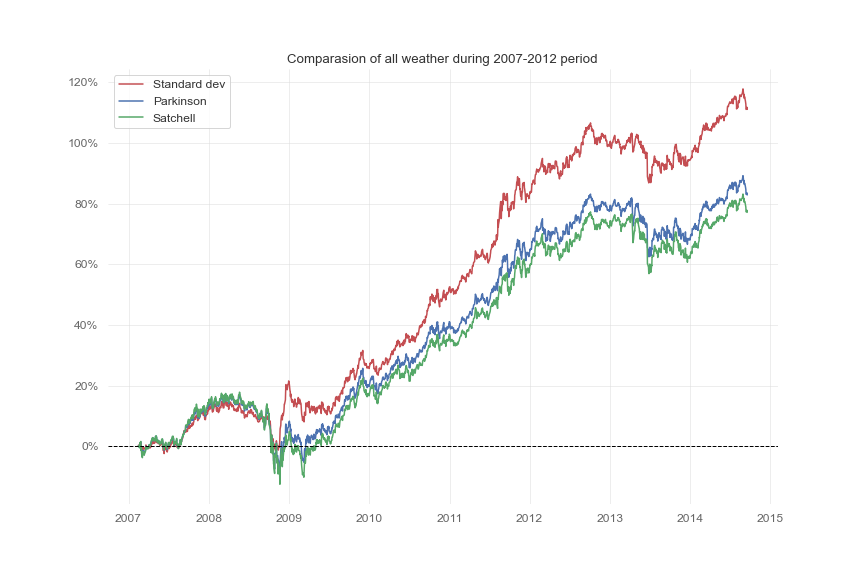 Comparasion of all weather during 2007-2012 period
Standard dev
Parkinson
Satchell
120%
100%
80%
60%
40%
20%
0%
2007 2008 2009 2010 2011 2012 2013 2014 2015